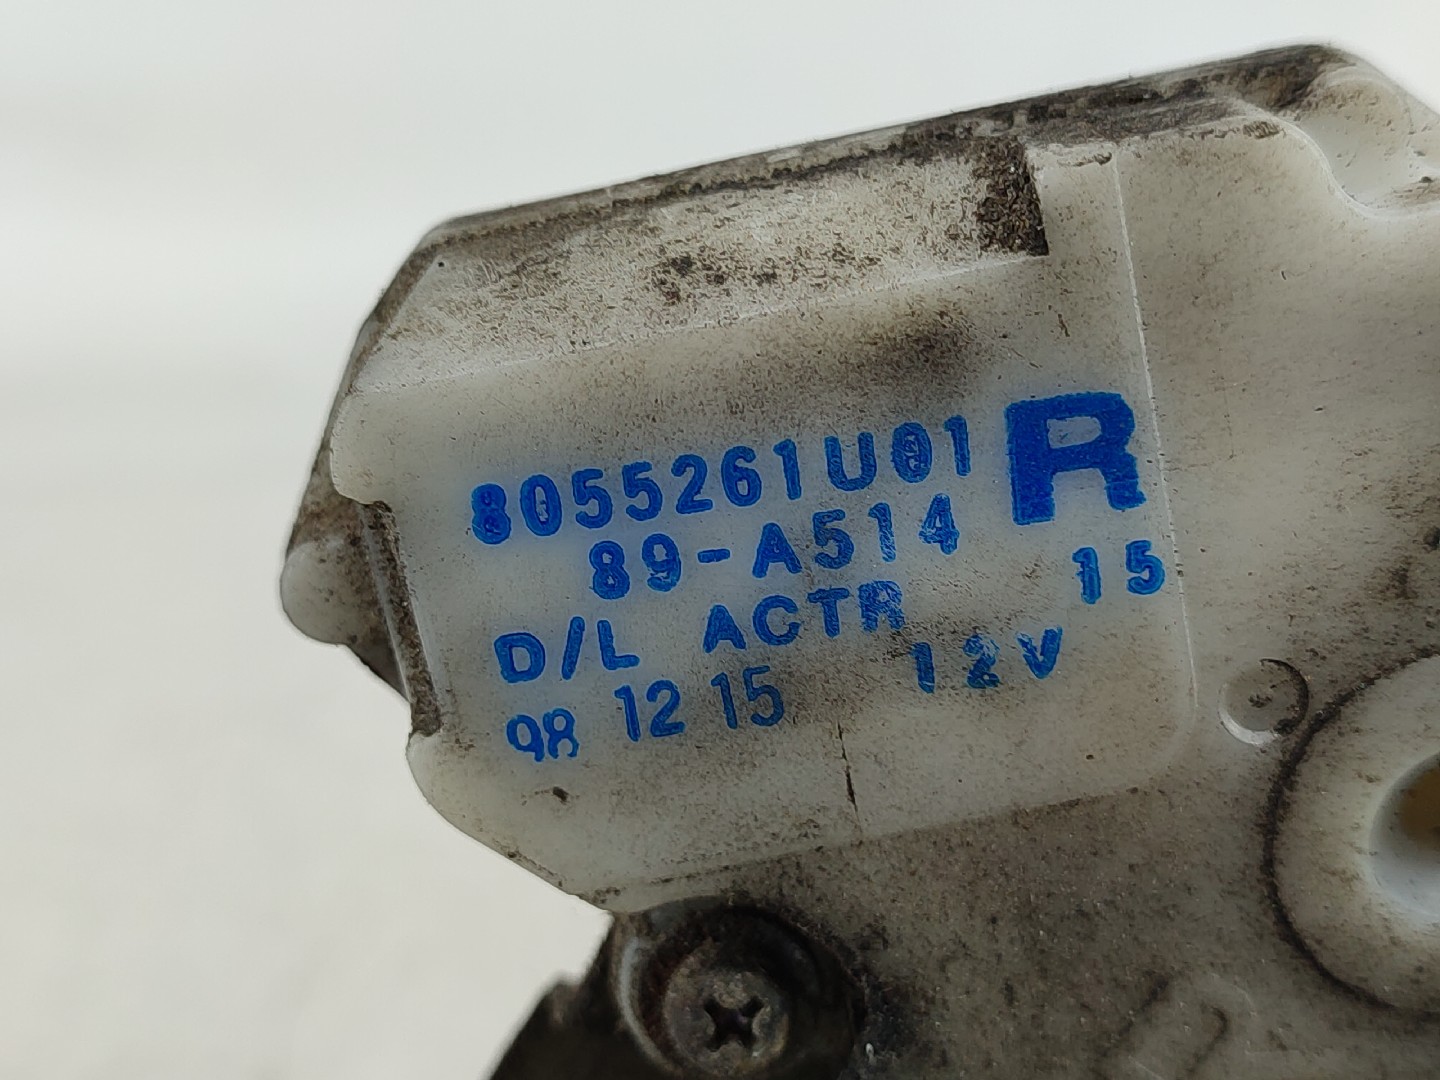 8055261U01 R
89-A514
D/L ACTR 15
98 12 15 12V